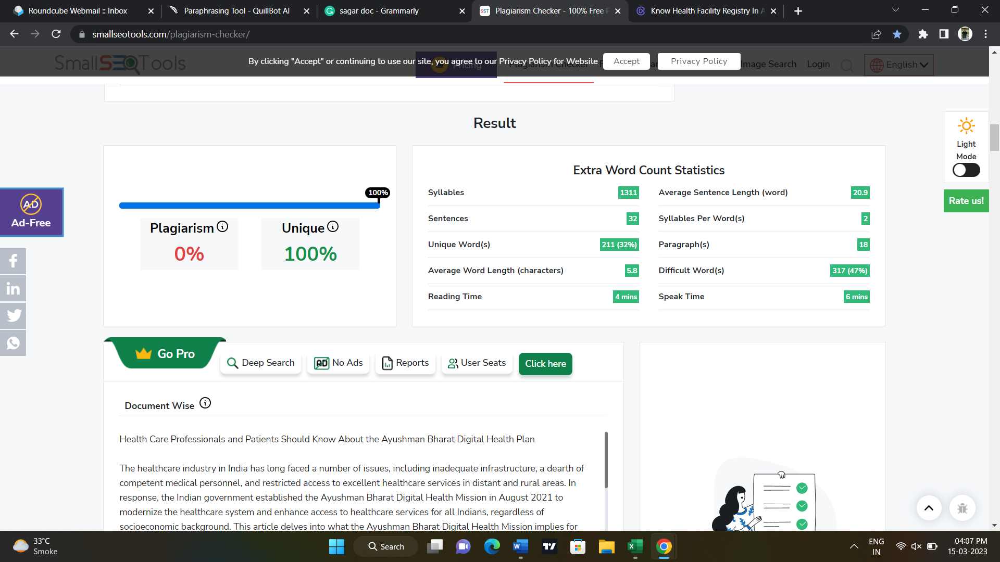 Roundcube Webmail :: Inbox
Paraphrasing Tool - QuillBot AI
sagar doc - Grammarly
SST
Plagiarism Checker - 100% Free P
Know Health Facility Registry In A
smallseotools.com/plagiarism-checker/
SmallSEOTools
By clicking "Accept" or continuing to use our site, you agree to our Privacy Policy for Website
Accept
Privacy Policy
Pricing
Plagiarism Checker
Image Search
Login
English
Result
Light
Mode
Rate us!
AD
Ad-Free
100%
Plagiarism
0%
Unique
100%
Extra Word Count Statistics
Syllables 1311
Average Sentence Length (word) 20.9
Sentences 32
Syllables Per Word(s) 2
Unique Word(s) 211 (32%)
Paragraph(s) 18
Average Word Length (characters) 5.8
Difficult Word(s) 317 (47%)
Reading Time 4 mins
Speak Time 6 mins
Go Pro
Deep Search
AD No Ads
Reports
User Seats
Click here
Document Wise
Health Care Professionals and Patients Should Know About the Ayushman Bharat Digital Health Plan
The healthcare industry in India has long faced a number of issues, including inadequate infrastructure, a dearth of
competent medical personnel, and restricted access to excellent healthcare services in distant and rural areas. In
response, the Indian government established the Ayushman Bharat Digital Health Mission in August 2021 to
modernize the healthcare system and enhance access to healthcare services for all Indians, regardless of
socioeconomic background. This article delves into what the Ayushman Bharat Digital Health Mission implies for
33°C
Smoke
Search
ENG
IN
04:07 PM
15-03-2023